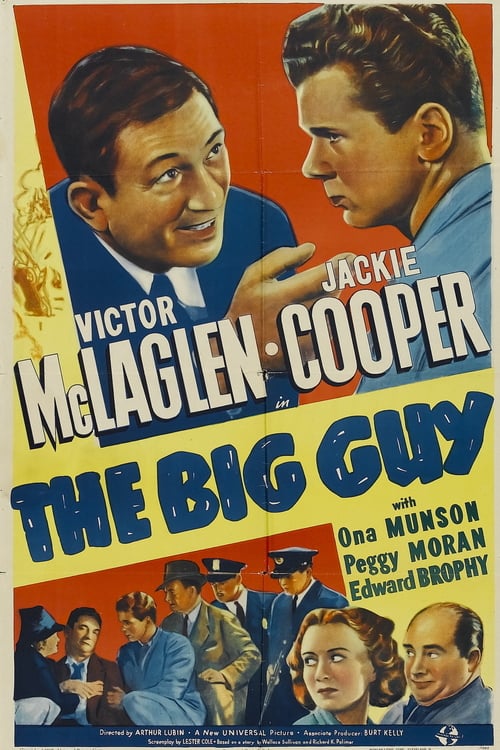 VICTOR
McLAGLEN · JACKIE
COOPER
in
THE BIG GUY
with
Ona MUNSON
Peggy MORAN
Edward BROPHY
Directed by ARTHUR LUBIN • A NEW UNIVERSAL Picture • Associate Producer: BURT KELLY
Screenplay by LESTER COLE • Based on a story by Wallace Sullivan and Richard K. Polimer